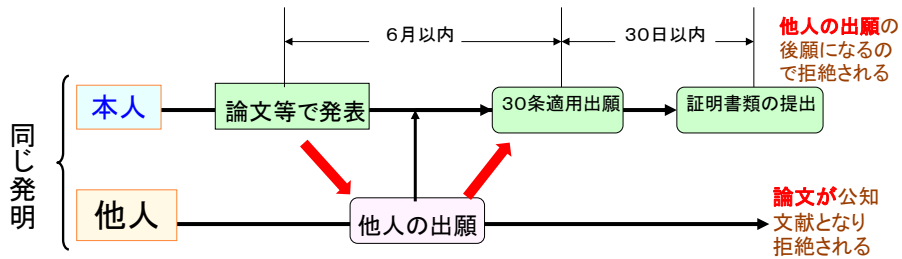 6月以内
30日以内
他人の出願の
後願になるの
で拒絶される
同じ発明
本人
論文等で発表
30条適用出願
証明書類の提出
他人
他人の出願
論文が公知
文献となり
拒絶される